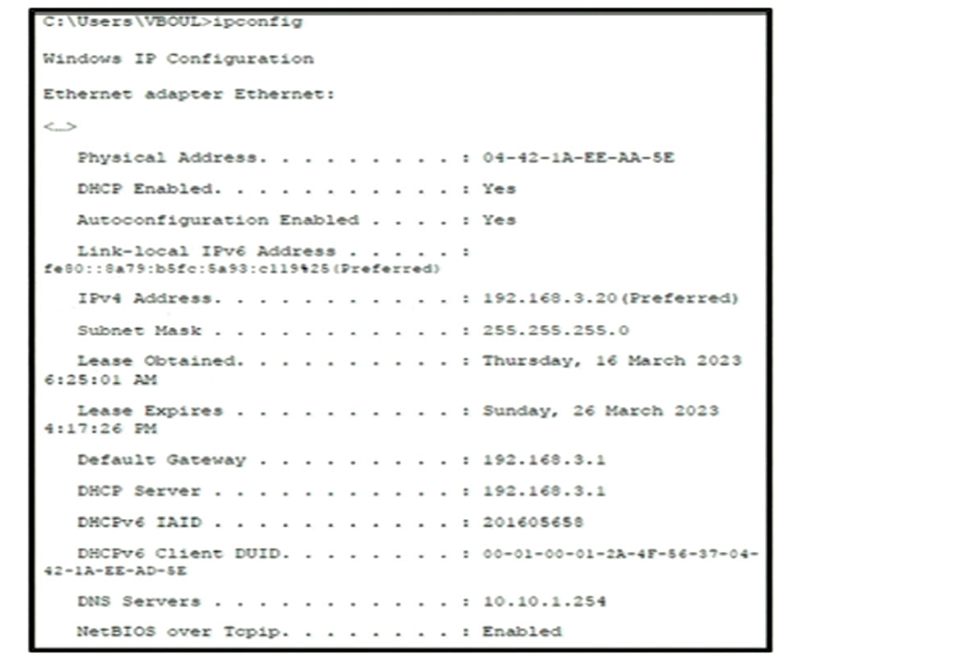 C:\Users\VBOUL>ipconfig
Windows IP Configuration
Ethernet adapter Ethernet:
<…>
Physical Address. . . . . . . . . : 04-42-1A-EE-AA-5E
DHCP Enabled. . . . . . . . . . . : Yes
Autoconfiguration Enabled . . . . : Yes
Link-local IPv6 Address . . . . . :
fe80::8a79:b5fc:5a93:c119%25(Preferred)
IPv4 Address. . . . . . . . . . . : 192.168.3.20(Preferred)
Subnet Mask . . . . . . . . . . . : 255.255.255.0
Lease Obtained. . . . . . . . . . : Thursday, 16 March 2023
6:25:01 AM
Lease Expires . . . . . . . . . . : Sunday, 26 March 2023
4:17:26 PM
Default Gateway . . . . . . . . . : 192.168.3.1
DHCP Server . . . . . . . . . . . : 192.168.3.1
DHCPv6 IAID . . . . . . . . . . . : 201605658
DHCPv6 Client DUID. . . . . . . . : 00-01-00-01-2A-4F-56-37-04-
42-1A-EE-AD-5E
DNS Servers . . . . . . . . . . . : 10.10.1.254
NetBIOS over Tcpip. . . . . . . . : Enabled